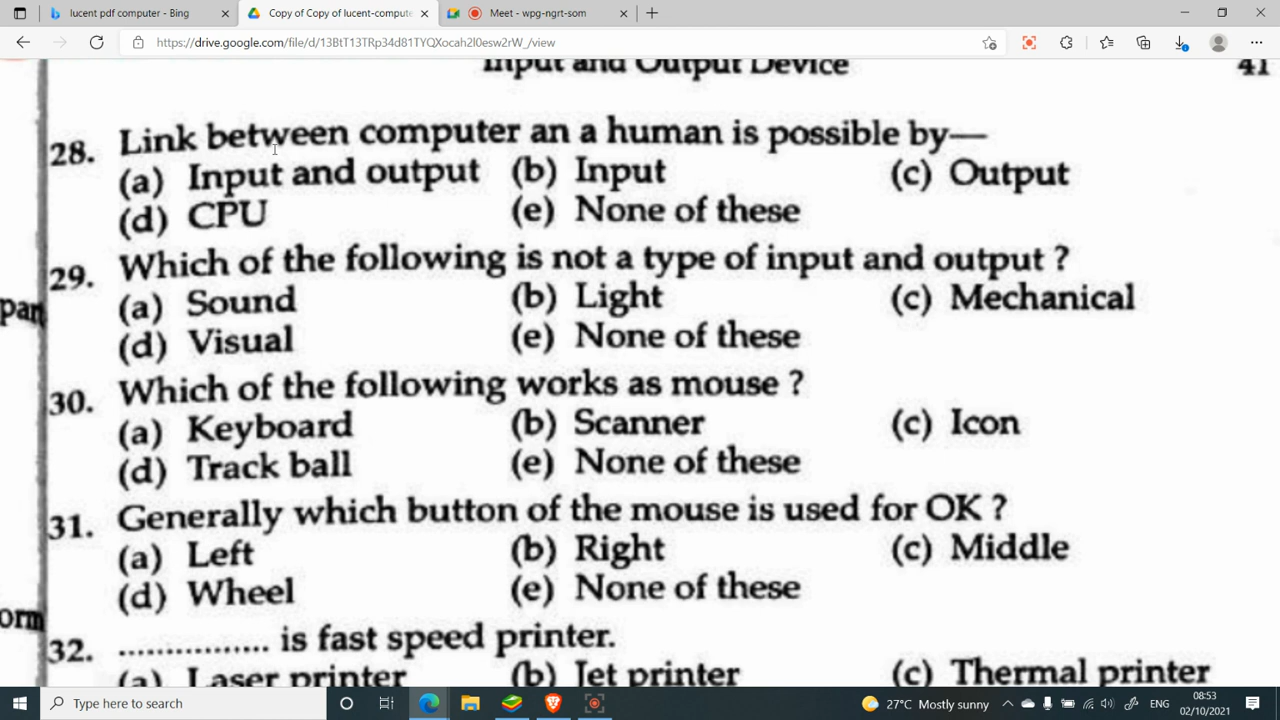 lucent pdf computer - Bing
Copy of Copy of lucent-compute
Meet - wpg-ngrt-som
https://drive.google.com/file/d/13BtT13TRp34d81TYQXocah2l0esw2rW_/view
Input and Output Device 41
28. Link between computer an a human is possible by—
(a) Input and output (b) Input (c) Output
(d) CPU (e) None of these
29. Which of the following is not a type of input and output ?
(a) Sound (b) Light (c) Mechanical
(d) Visual (e) None of these
30. Which of the following works as mouse ?
(a) Keyboard (b) Scanner (c) Icon
(d) Track ball (e) None of these
31. Generally which button of the mouse is used for OK ?
(a) Left (b) Right (c) Middle
(d) Wheel (e) None of these
32. ................ is fast speed printer.
(a) Laser printer (b) Jet printer (c) Thermal printer
Type here to search
27°C Mostly sunny
ENG
08:53
02/10/2021